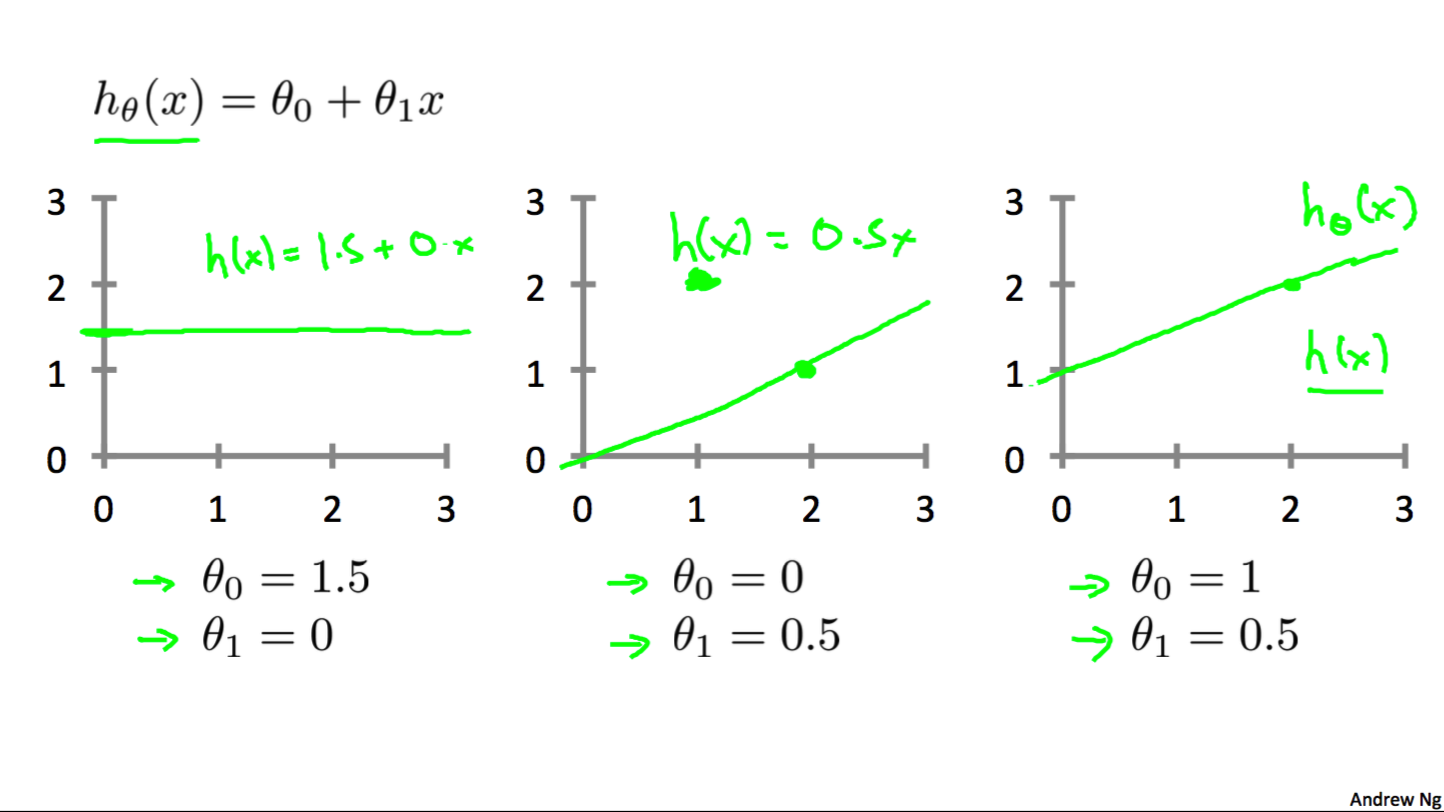 hθ(x) = θ0 + θ1x
3
2
1
0
0 1 2 3
h(x) = 1.5 + 0·x
θ0 = 1.5
θ1 = 0
3
2
1
0
0 1 2 3
h(x) = 0.5x
θ0 = 0
θ1 = 0.5
3
2
1
0
0 1 2 3
hθ(x)
h(x)
θ0 = 1
θ1 = 0.5
Andrew Ng